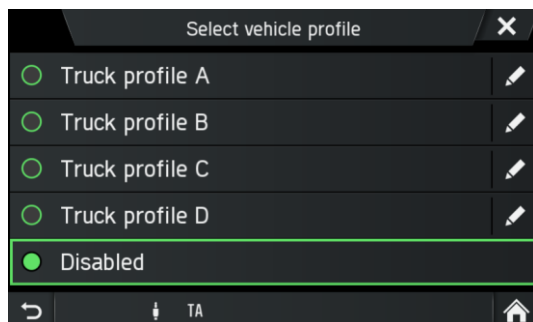 Select vehicle profile
Truck profile A
Truck profile B
Truck profile C
Truck profile D
Disabled
TA